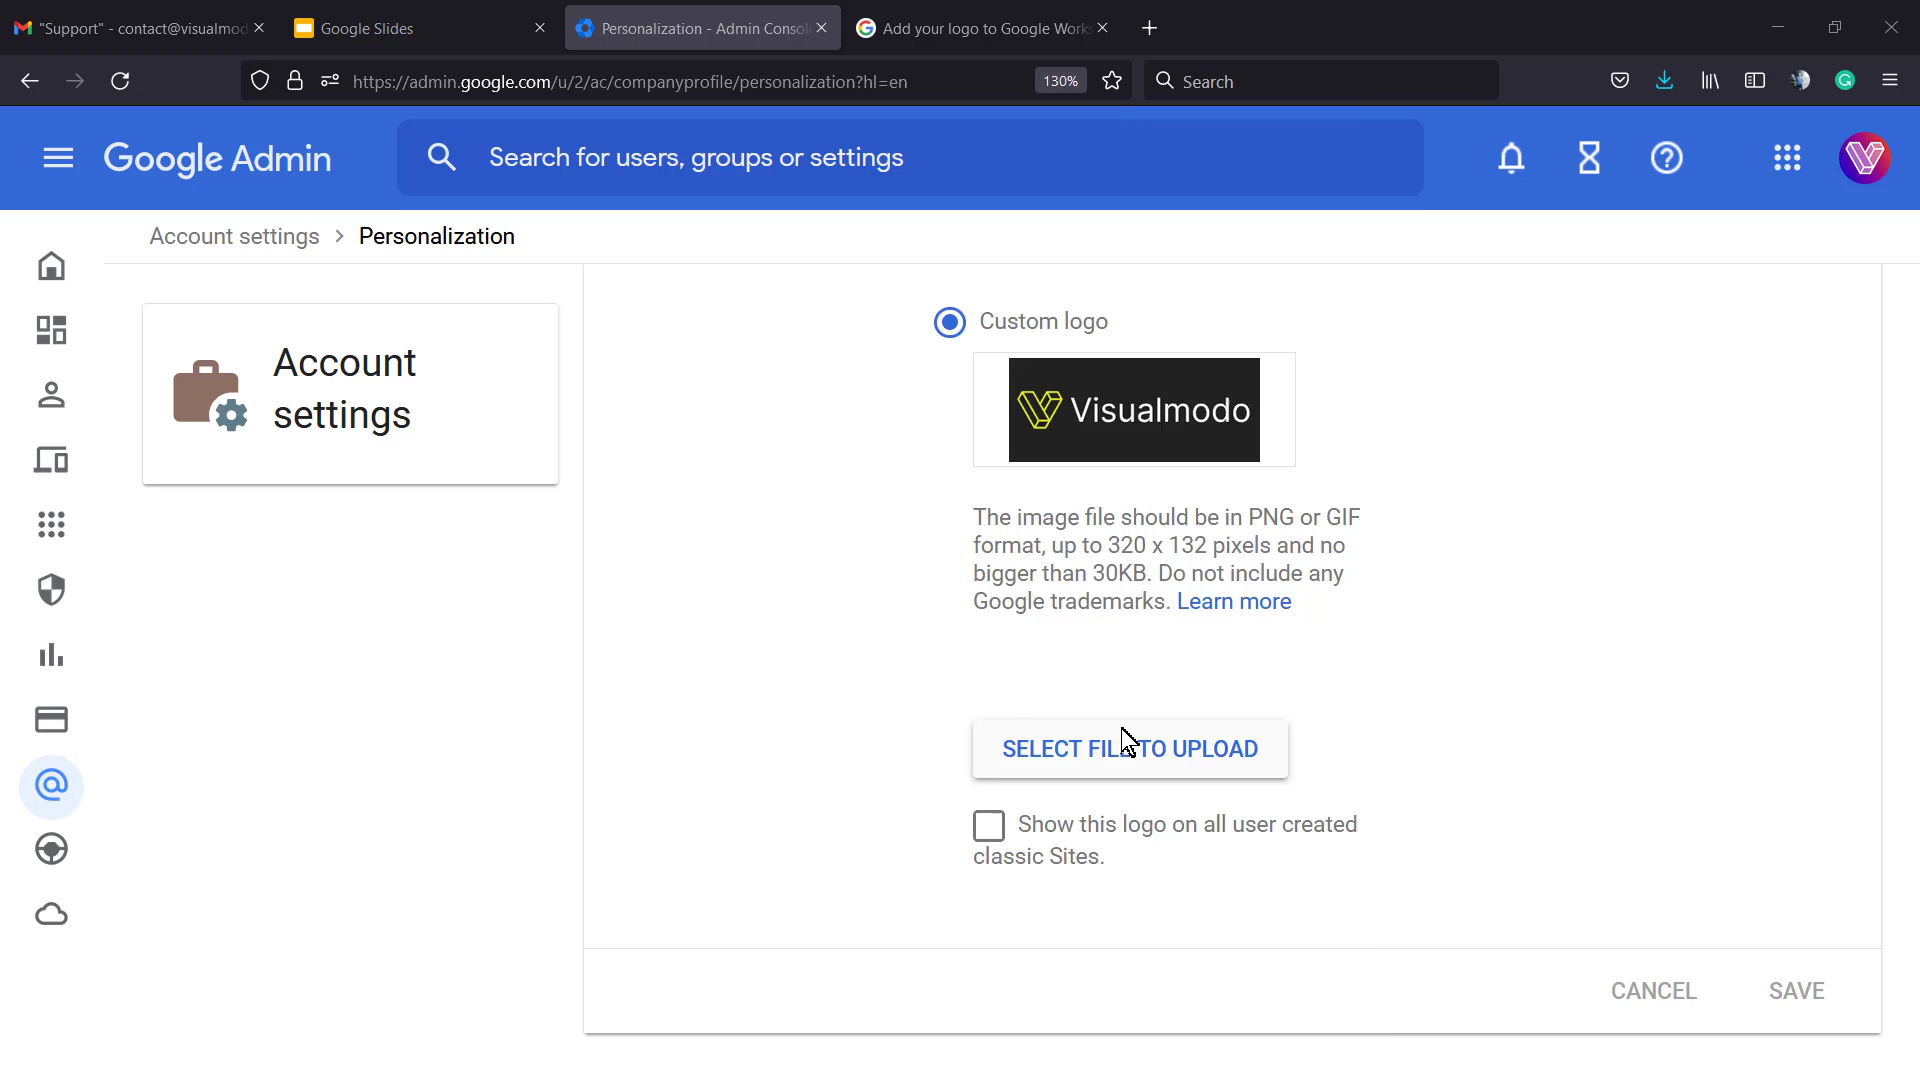 "Support" - contact@visualmod
Google Slides
Personalization - Admin Consol
Add your logo to Google Works
https://admin.google.com/u/2/ac/companyprofile/personalization?hl=en
130%
Search
Google Admin
Search for users, groups or settings
Account settings > Personalization
Account
settings
Custom logo
Visualmodo
The image file should be in PNG or GIF
format, up to 320 x 132 pixels and no
bigger than 30KB. Do not include any
Google trademarks. Learn more
SELECT FILE TO UPLOAD
Show this logo on all user created
classic Sites.
CANCEL
SAVE